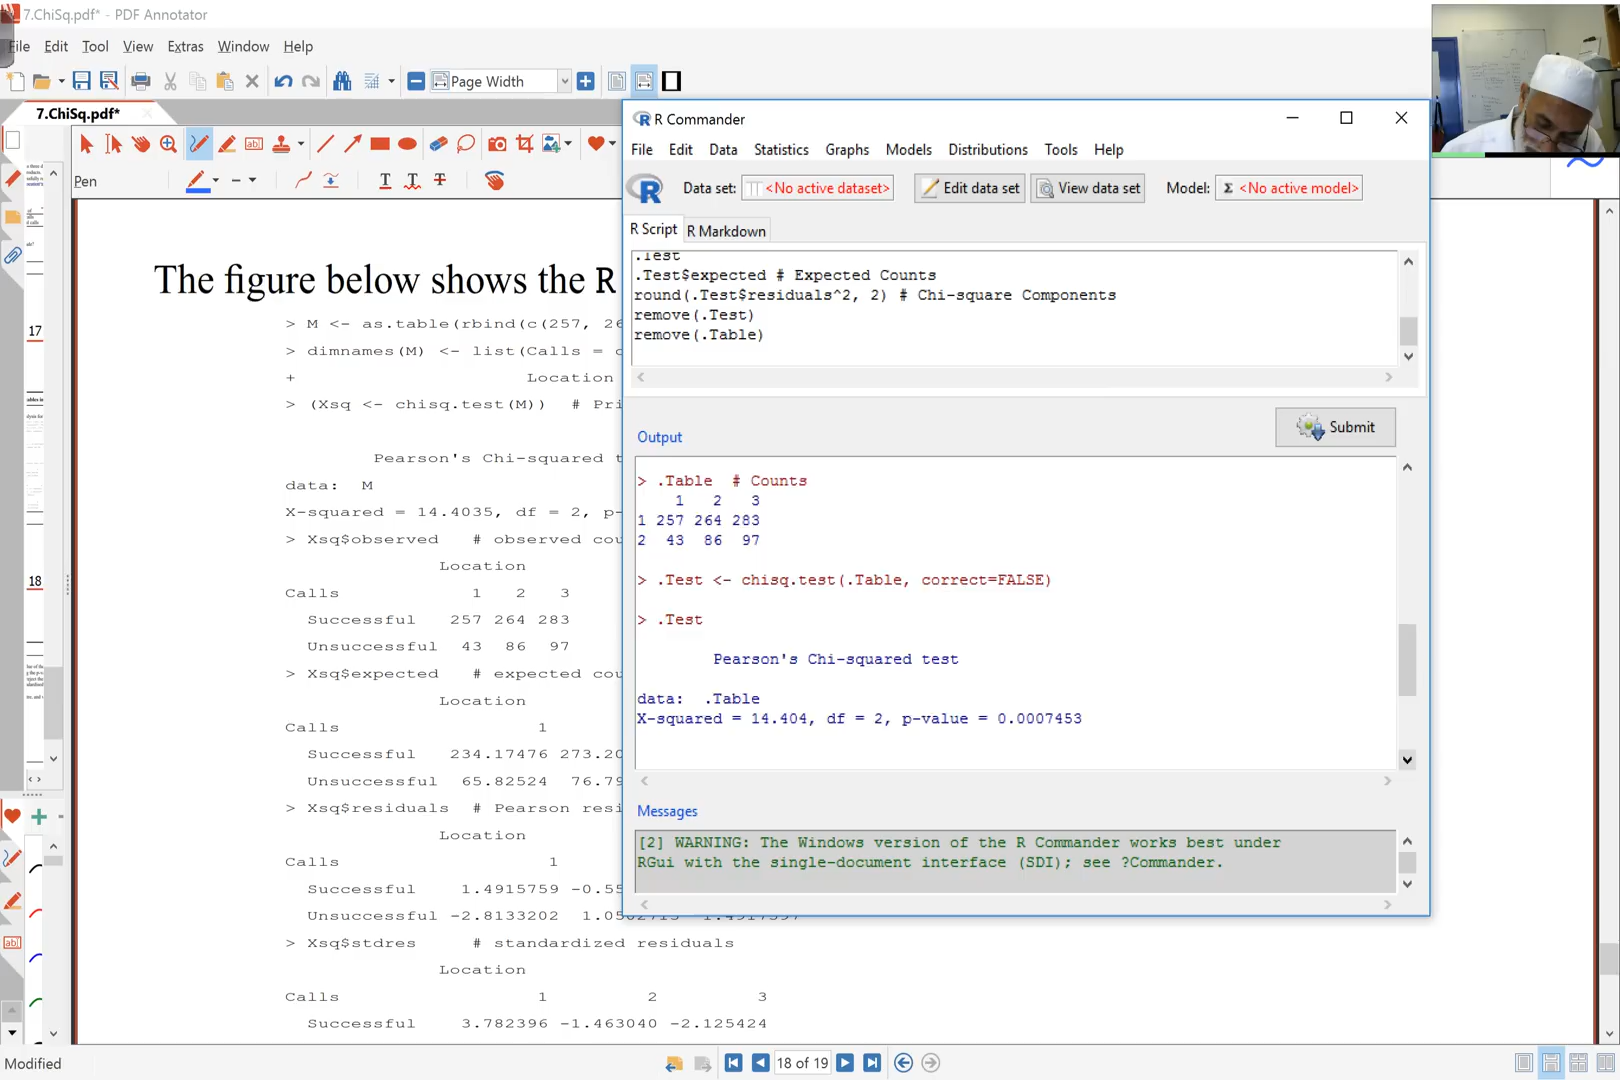 7.ChiSq.pdf* - PDF Annotator
File Edit Tool View Extras Window Help
Page Width
7.ChiSq.pdf*
Pen
17
18
The figure below shows the R
> M <- as.table(rbind(c(257, 26
> dimnames(M) <- list(Calls = c
+ Location
> (Xsq <- chisq.test(M)) # Pri
Pearson's Chi-squared t
data: M
X-squared = 14.4035, df = 2, p-
> Xsq$observed # observed cou
Location
Calls 1 2 3
Successful 257 264 283
Unsuccessful 43 86 97
> Xsq$expected # expected cou
Location
Calls 1
Successful 234.17476 273.20
Unsuccessful 65.82524 76.79
> Xsq$residuals # Pearson resi
Location
Calls 1
Successful 1.4915759 -0.55
Unsuccessful -2.8133202
> Xsq$stdres # standardized residuals
Location
Calls 1 2 3
Successful 3.782396 -1.463040 -2.125424
R Commander
File Edit Data Statistics Graphs Models Distributions Tools Help
Data set: <No active dataset> Edit data set View data set Model: Σ <No active model>
R Script R Markdown
.Test
.Test$expected # Expected Counts
round(.Test$residuals^2, 2) # Chi-square Components
remove(.Test)
remove(.Table)
Submit
Output
> .Table # Counts
1 2 3
1 257 264 283
2 43 86 97
> .Test <- chisq.test(.Table, correct=FALSE)
> .Test
Pearson's Chi-squared test
data: .Table
X-squared = 14.404, df = 2, p-value = 0.0007453
Messages
[2] WARNING: The Windows version of the R Commander works best under
RGui with the single-document interface (SDI); see ?Commander.
Modified
18 of 19